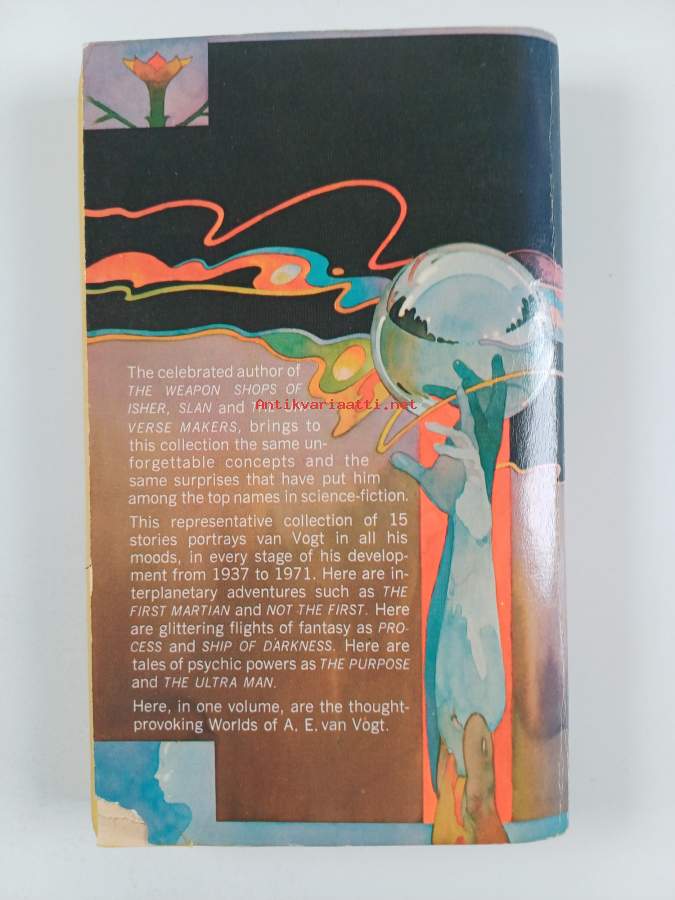 The celebrated author of
THE WEAPON SHOPS OF
ISHER, SLAN and
VERSE MAKERS, brings to
this collection the same un-
forgettable concepts and the
same surprises that have put him
among the top names in science-fiction.
This representative collection of 15
stories portrays van Vogt in all his
moods, in every stage of his develop-
ment from 1937 to 1971. Here are in-
terplanetary adventures such as THE
FIRST MARTIAN and NOT THE FIRST. Here
are glittering flights of fantasy as PRO-
CESS and SHIP OF DARKNESS. Here are
tales of psychic powers as THE PURPOSE
and THE ULTRA MAN.
Here, in one volume, are the thought-
provoking Worlds of A. E. van Vogt.
Antikvariaatti.net